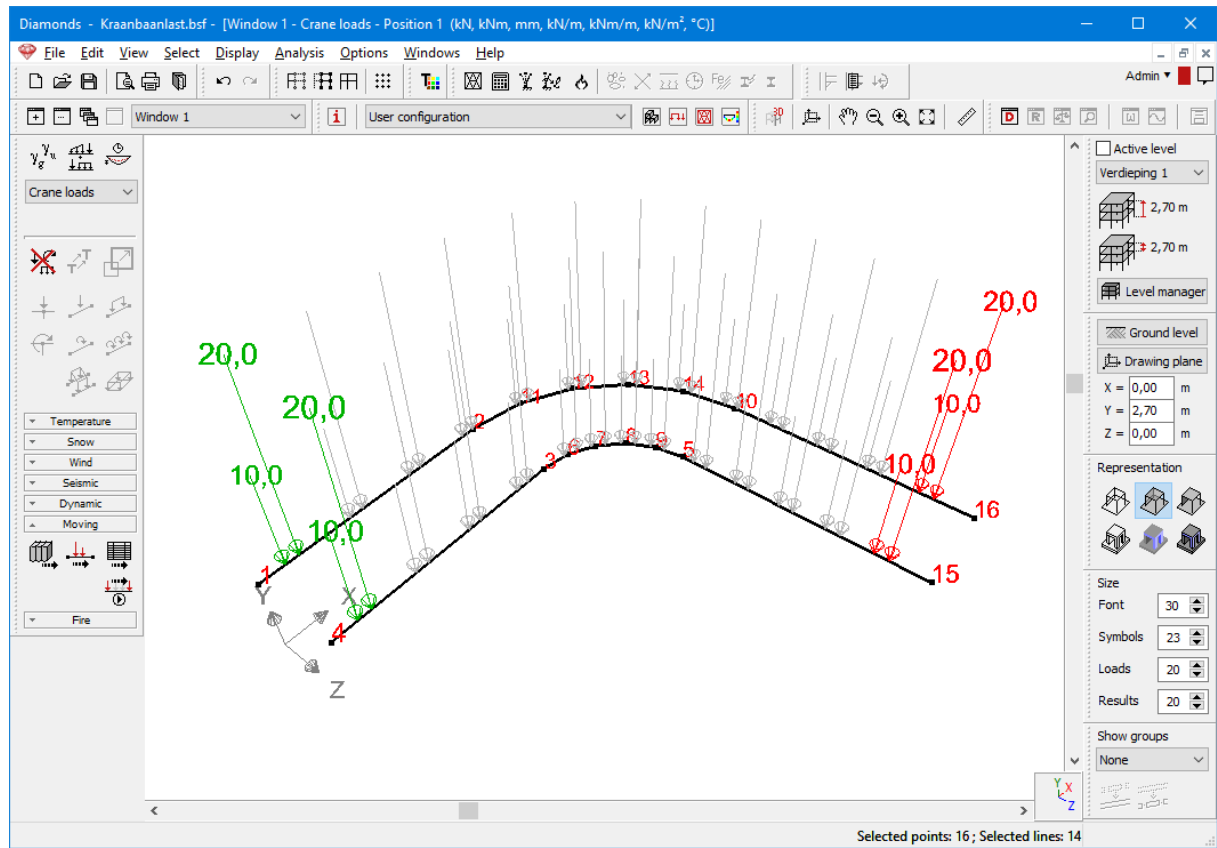 Diamonds - Kraanbaanlast.bsf - [Window 1 - Crane loads - Position 1 (kN, kNm, mm, kN/m, kNm/m, kN/m², °C)]
File Edit View Select Display Analysis Options Windows Help
Admin
Window 1
User configuration
Crane loads
Temperature
Snow
Wind
Seismic
Dynamic
Moving
Fire
20,0
20,0
10,0
10,0
20,0
20,0
10,0
10,0
1
2
11
12
13
14
10
16
4
3
6
7
8
9
5
15
Y
X
Z
Y
X
Z
Active level
Verdieping 1
2,70 m
2,70 m
Level manager
Ground level
Drawing plane
X = 0,00 m
Y = 2,70 m
Z = 0,00 m
Representation
Size
Font 30
Symbols 23
Loads 20
Results 20
Show groups
None
Selected points: 16 ; Selected lines: 14